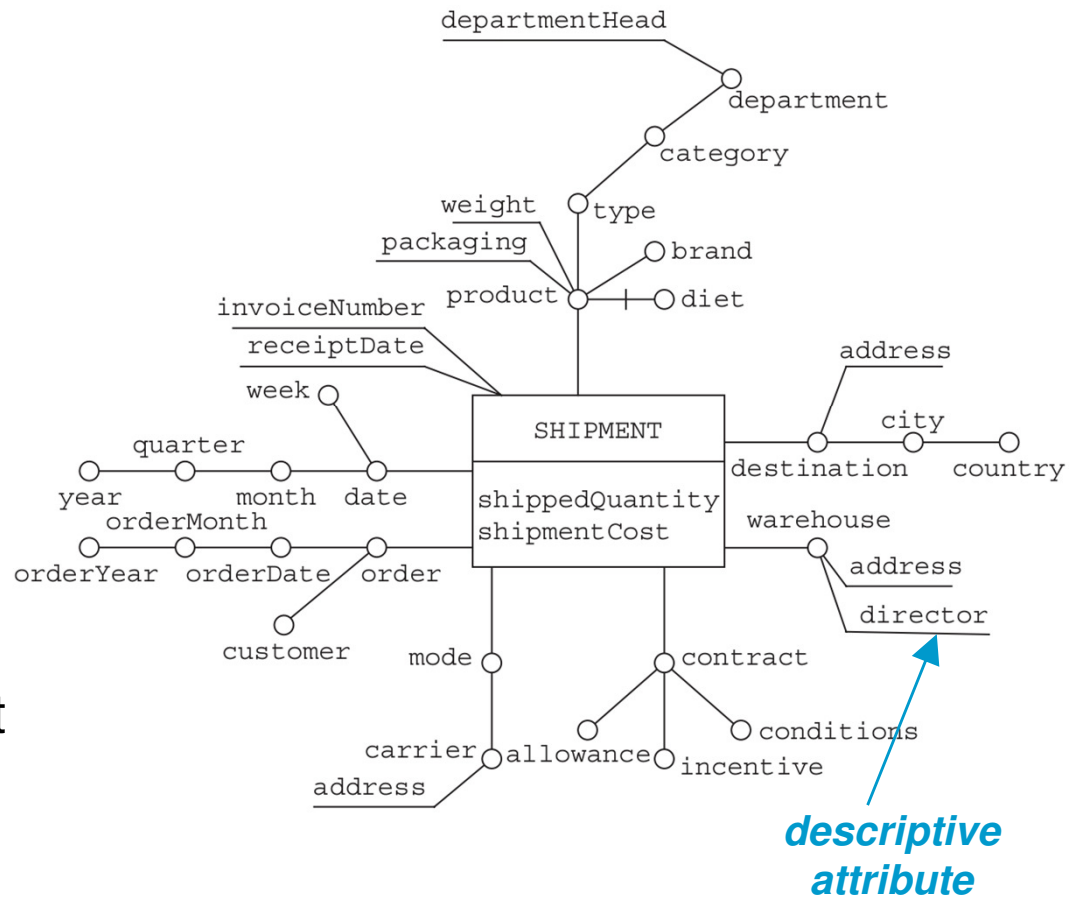 departmentHead
department
category
weight
type
packaging
brand
product
diet
invoiceNumber
receiptDate
address
week
SHIPMENT
city
quarter
destination
country
year
month
date
shippedQuantity
orderMonth
shipmentCost
warehouse
orderYear
orderDate
order
address
director
customer
mode
contract
t
conditions
carrier
allowance
incentive
address
descriptive
attribute